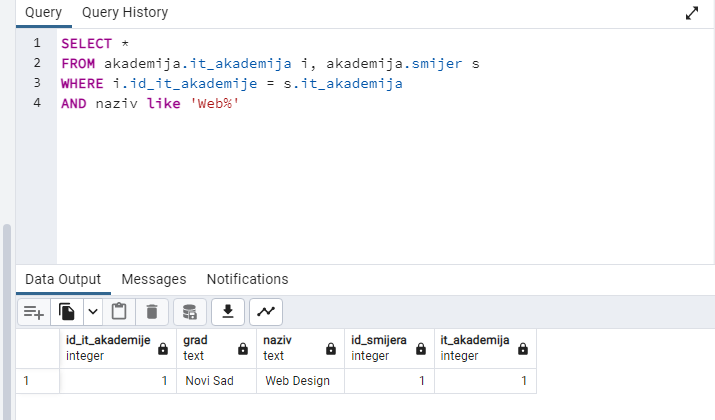 Query Query History
1 SELECT *
2 FROM akademija.it_akademija i, akademija.smijer s
3 WHERE i.id_it_akademije = s.it_akademija
4 AND naziv like 'Web%'
Data Output Messages Notifications
id_it_akademije grad naziv id_smijera it_akademija
integer text text integer integer
1 1 Novi Sad Web Design 1 1